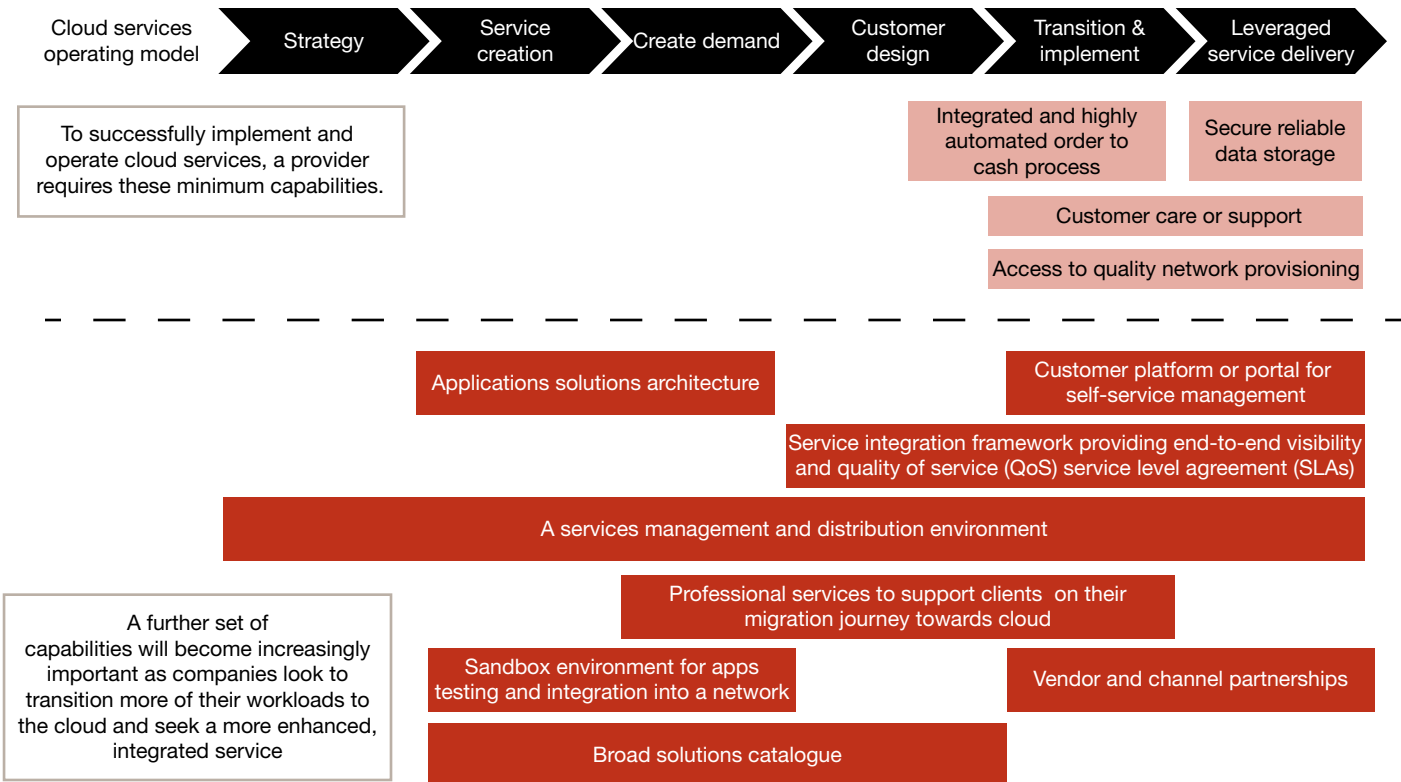 Cloud services
operating model
Strategy
Service
creation
Create demand
Customer
design
Transition &
implement
Leveraged
service delivery
To successfully implement and
operate cloud services, a provider
requires these minimum capabilities.
Integrated and highly
automated order to
cash process
Secure reliable
data storage
Customer care or support
Access to quality network provisioning
Applications solutions architecture
Customer platform or portal for
self-service management
Service integration framework providing end-to-end visibility
and quality of service (QoS) service level agreement (SLAs)
A services management and distribution environment
Professional services to support clients on their
migration journey towards cloud
A further set of
capabilities will become increasingly
important as companies look to
transition more of their workloads to
the cloud and seek a more enhanced,
integrated service
Sandbox environment for apps
testing and integration into a network
Vendor and channel partnerships
Broad solutions catalogue